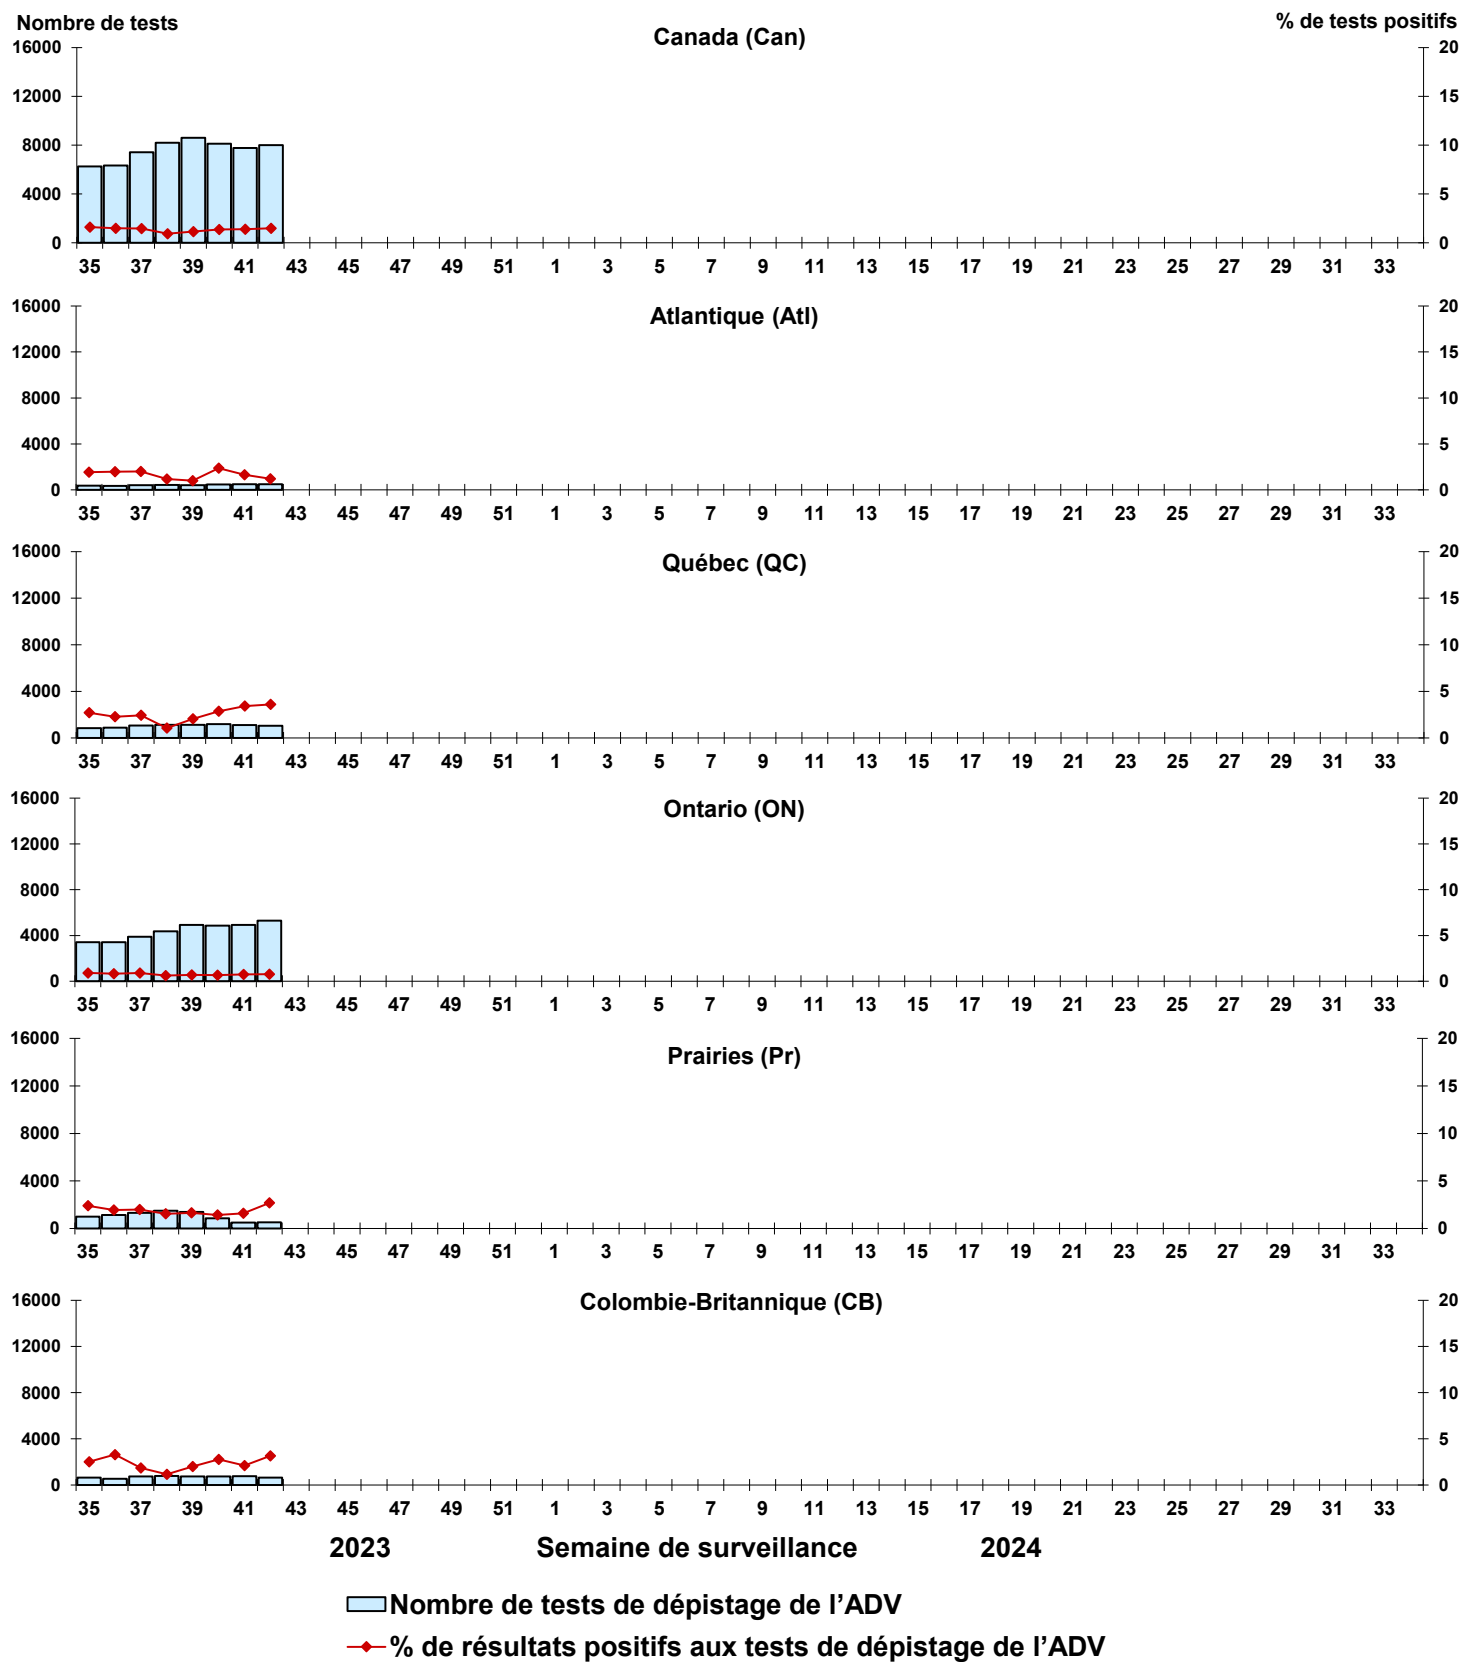 Nombre de tests
% de tests positifs
Canada (Can)
16000 20
12000 15
8000 10
4000 5
0 0
35 37 39 41 43 45 47 49 51 1 3 5 7 9 11 13 15 17 19 21 23 25 27 29 31 33
Atlantique (Atl)
16000 20
12000 15
8000 10
4000 5
0 0
35 37 39 41 43 45 47 49 51 1 3 5 7 9 11 13 15 17 19 21 23 25 27 29 31 33
Québec (QC)
16000 20
12000 15
8000 10
4000 5
0 0
35 37 39 41 43 45 47 49 51 1 3 5 7 9 11 13 15 17 19 21 23 25 27 29 31 33
Ontario (ON)
16000 20
12000 15
8000 10
4000 5
0 0
35 37 39 41 43 45 47 49 51 1 3 5 7 9 11 13 15 17 19 21 23 25 27 29 31 33
Prairies (Pr)
16000 20
12000 15
8000 10
4000 5
0 0
35 37 39 41 43 45 47 49 51 1 3 5 7 9 11 13 15 17 19 21 23 25 27 29 31 33
Colombie-Britannique (CB)
16000 20
12000 15
8000 10
4000 5
0 0
35 37 39 41 43 45 47 49 51 1 3 5 7 9 11 13 15 17 19 21 23 25 27 29 31 33
2023 Semaine de surveillance 2024
Nombre de tests de dépistage de l’ADV
% de résultats positifs aux tests de dépistage de l’ADV